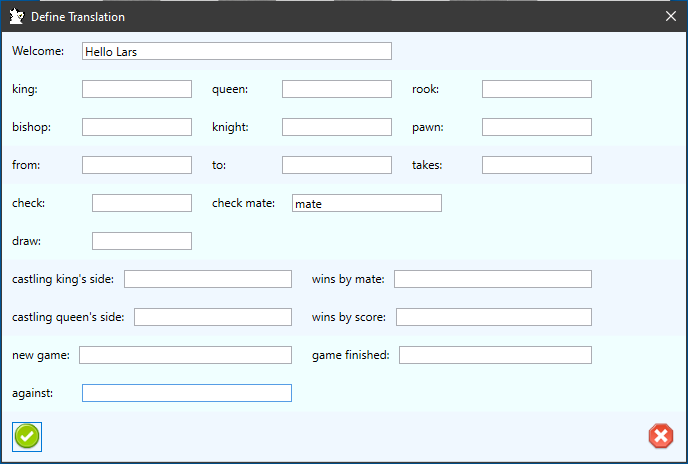 Define Translation
Welcome: Hello Lars
king: queen: rook:
bishop: knight: pawn:
from: to: takes:
check: check mate: mate
draw:
castling king's side: wins by mate:
castling queen's side: wins by score:
new game: game finished:
against: